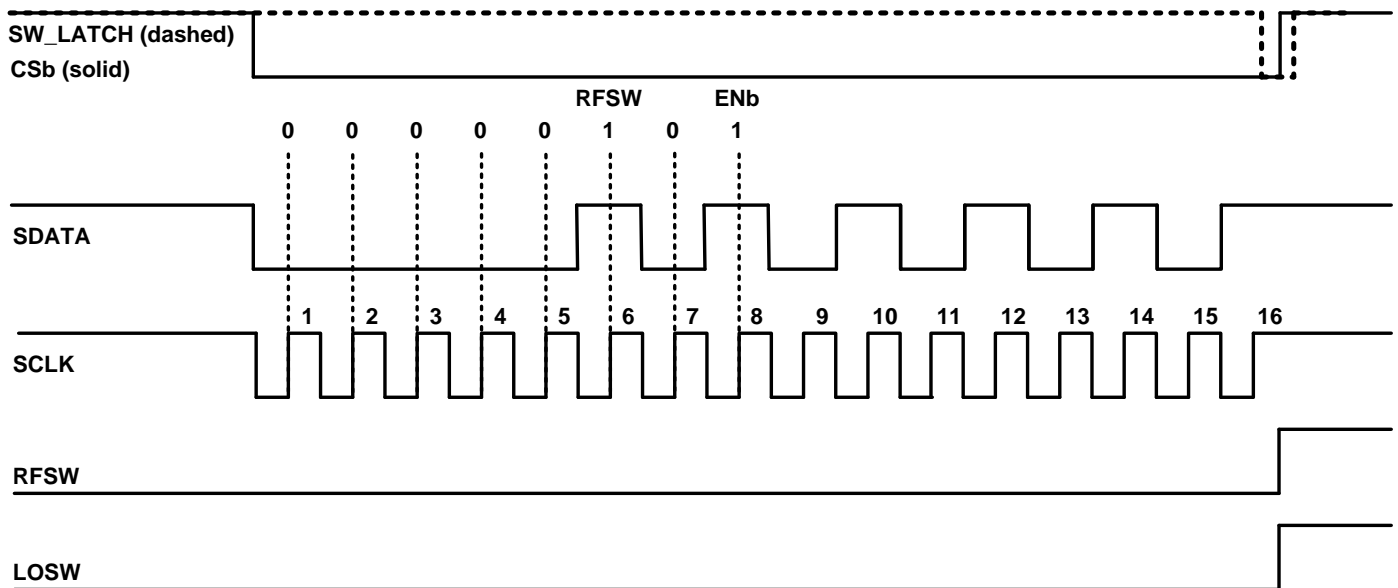 SW_LATCH (dashed)
CSb (solid)
RFSW ENb
0 0 0 0 0 1 0 1
SDATA
1 2 3 4 5 6 7 8 9 10 11 12 13 14 15 16
SCLK
RFSW
LOSW